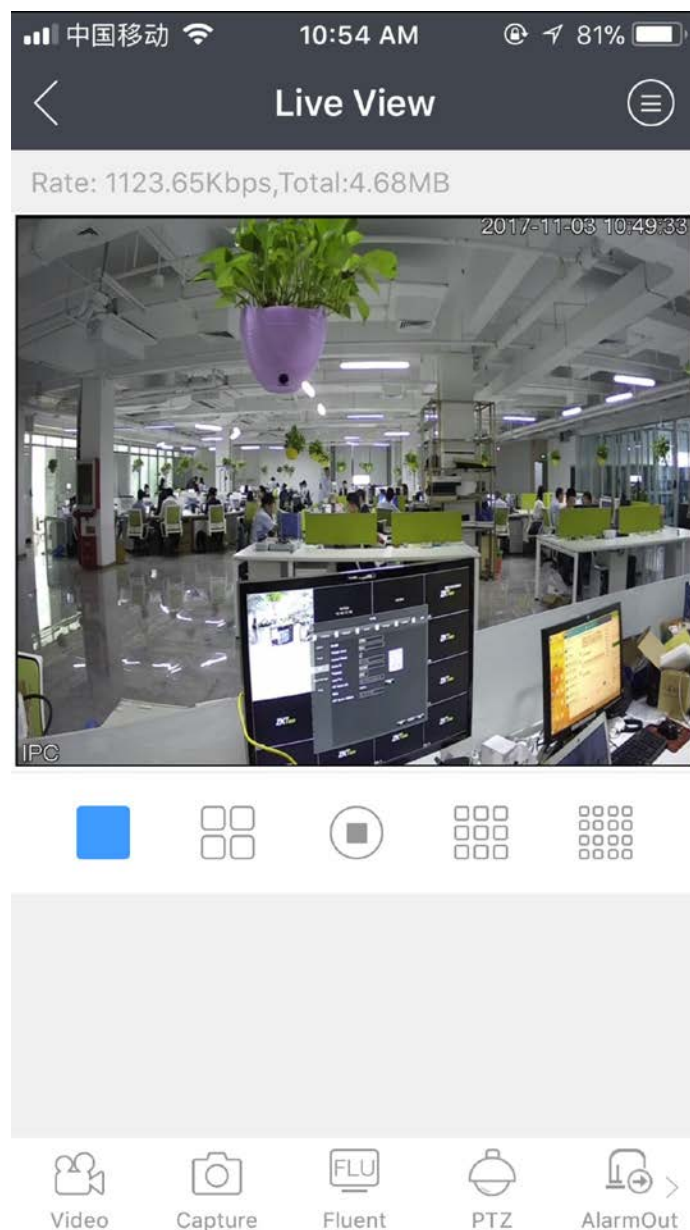 中国移动 10:54 AM 81%
Live View
Rate: 1123.65Kbps,Total:4.68MB
2017-11-03 10:49:33
IPC
FLU
Video Capture Fluent PTZ AlarmOut